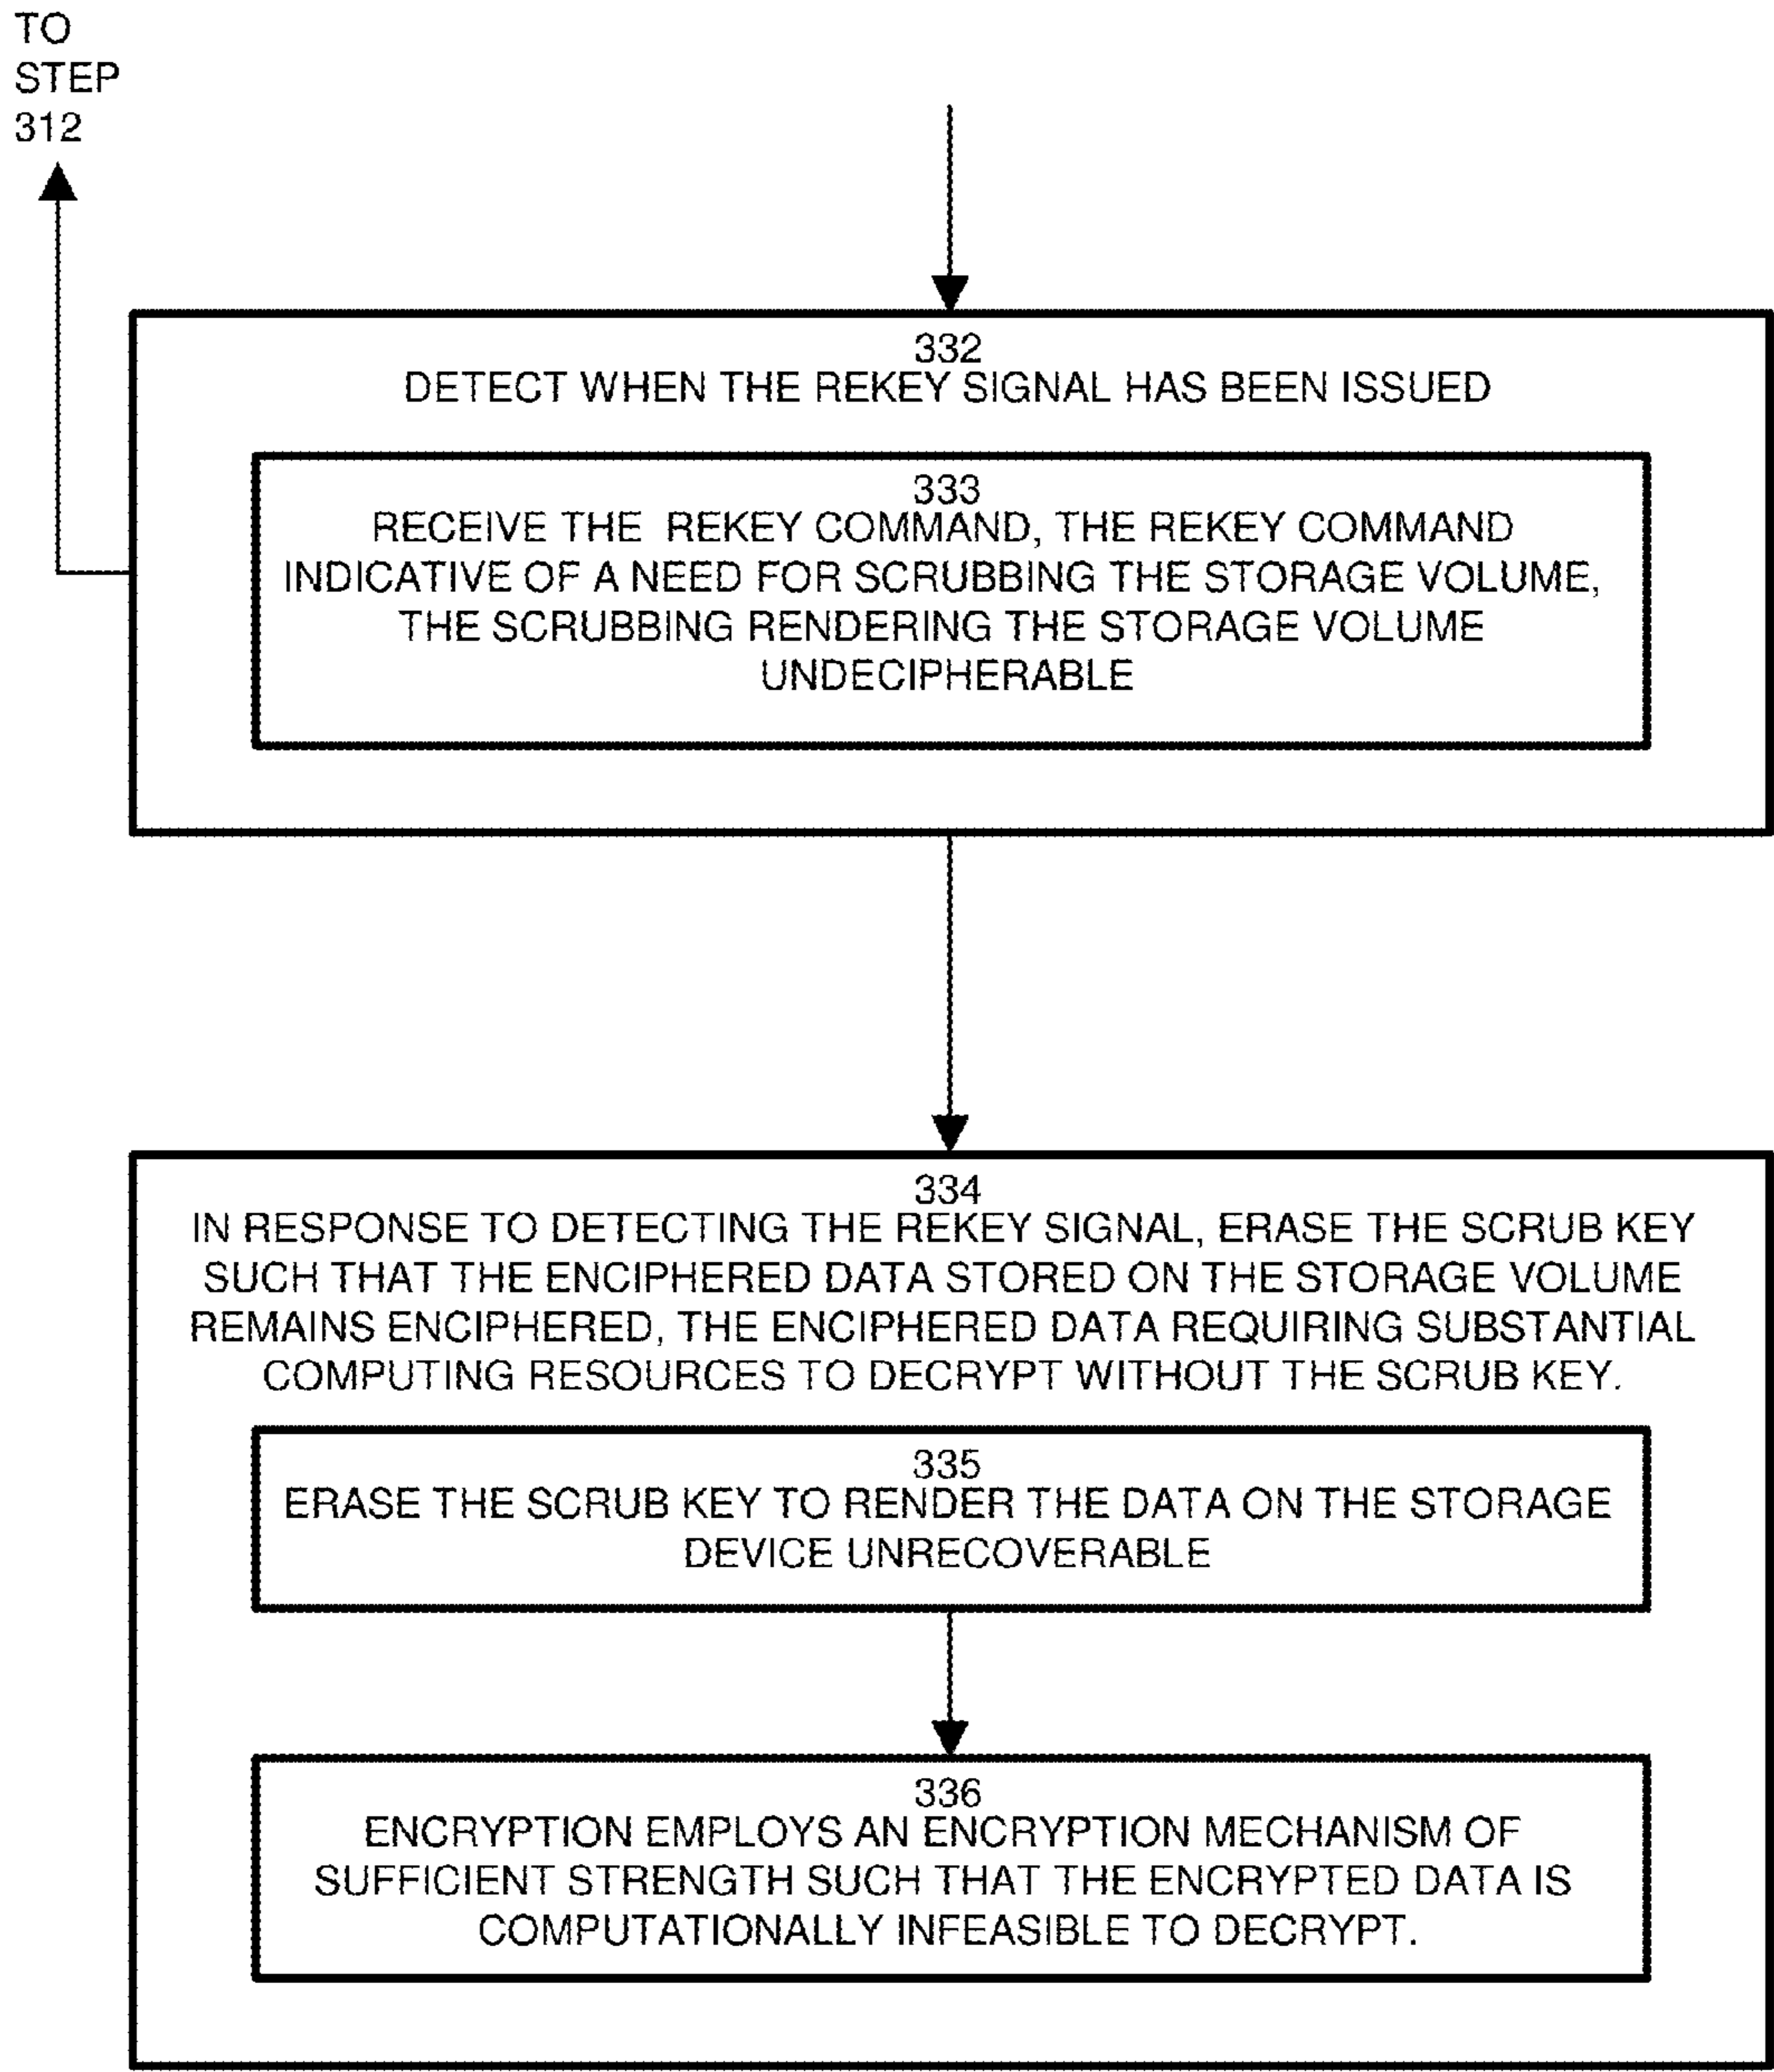 TO
STEP
312
332
DETECT WHEN THE REKEY SIGNAL HAS BEEN ISSUED
333
RECEIVE THE REKEY COMMAND, THE REKEY COMMAND
INDICATIVE OF A NEED FOR SCRUBBING THE STORAGE VOLUME,
THE SCRUBBING RENDERING THE STORAGE VOLUME
UNDECIPHERABLE
334
IN RESPONSE TO DETECTING THE REKEY SIGNAL, ERASE THE SCRUB KEY
SUCH THAT THE ENCIPHERED DATA STORED ON THE STORAGE VOLUME
REMAINS ENCIPHERED, THE ENCIPHERED DATA REQUIRING SUBSTANTIAL
COMPUTING RESOURCES TO DECRYPT WITHOUT THE SCRUB KEY.
335
ERASE THE SCRUB KEY TO RENDER THE DATA ON THE STORAGE
DEVICE UNRECOVERABLE
336
ENCRYPTION EMPLOYS AN ENCRYPTION MECHANISM OF
SUFFICIENT STRENGTH SUCH THAT THE ENCRYPTED DATA IS
COMPUTATIONALLY INFEASIBLE TO DECRYPT.